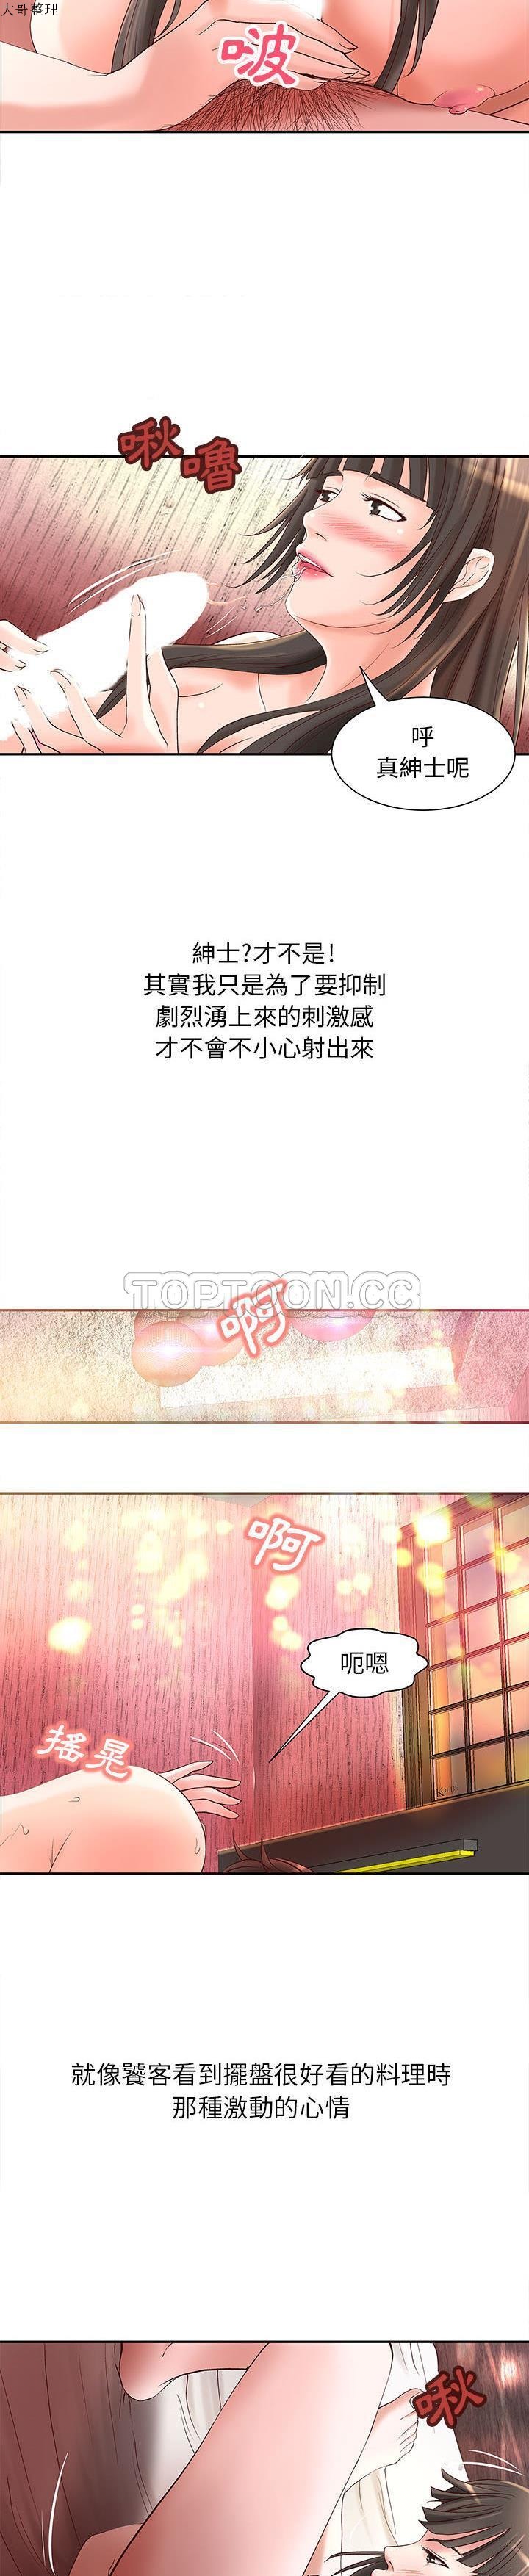 大哥整理
啵
啾
嚕
呼
真紳士呢
紳士?才不是!
其實我只是為了要抑制
劇烈湧上來的刺激感
才不會不小心射出來
TOPTOON.CC
啊
啊
呃嗯
搖晃
就像饕客看到擺盤很好看的料理時
那種激動的心情
啾